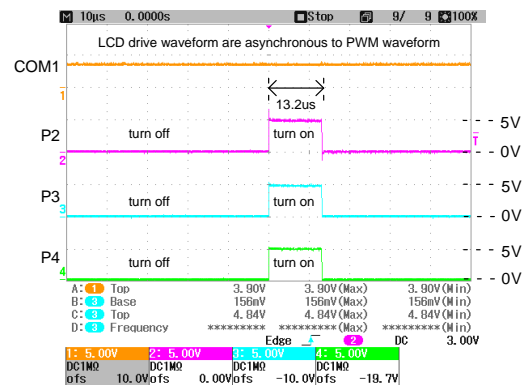 M 10µs 0.0000s Stop 9/ 9 100%
LCD drive waveform are asynchronous to PWM waveform
COM1
1
13.2us
P2 turn off turn on 5V
T
2 0V
P3 turn off turn on 5V
3 0V
P4 turn off turn on 5V
4 0V
A: 1 Top 3.90V 3.90V(Max) 3.90V(Min)
B: 3 Base 156mV 156mV(Max) 156mV(Min)
C: 3 Top 4.84V 4.84V(Max) 4.84V(Min)
D: 3 Frequency ********* *********(Max) *********(Min)
Edge 2 DC 3.00V
1: 5.00V 2: 5.00V 3: 5.00V 4: 5.00V
DC1MΩ DC1MΩ DC1MΩ DC1MΩ
ofs 10.0V ofs 0.00V ofs -10.0V ofs -19.7V